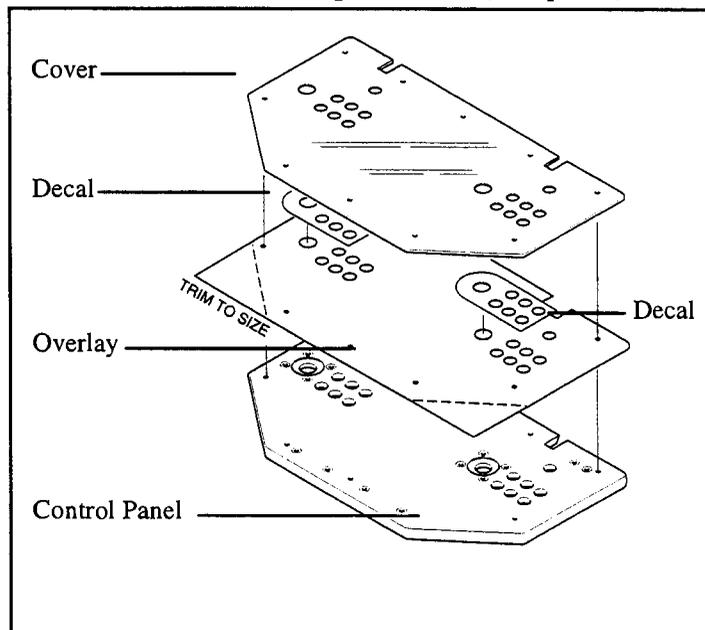 Cover
Decal
TRIM TO SIZE
Decal
Overlay
Control Panel